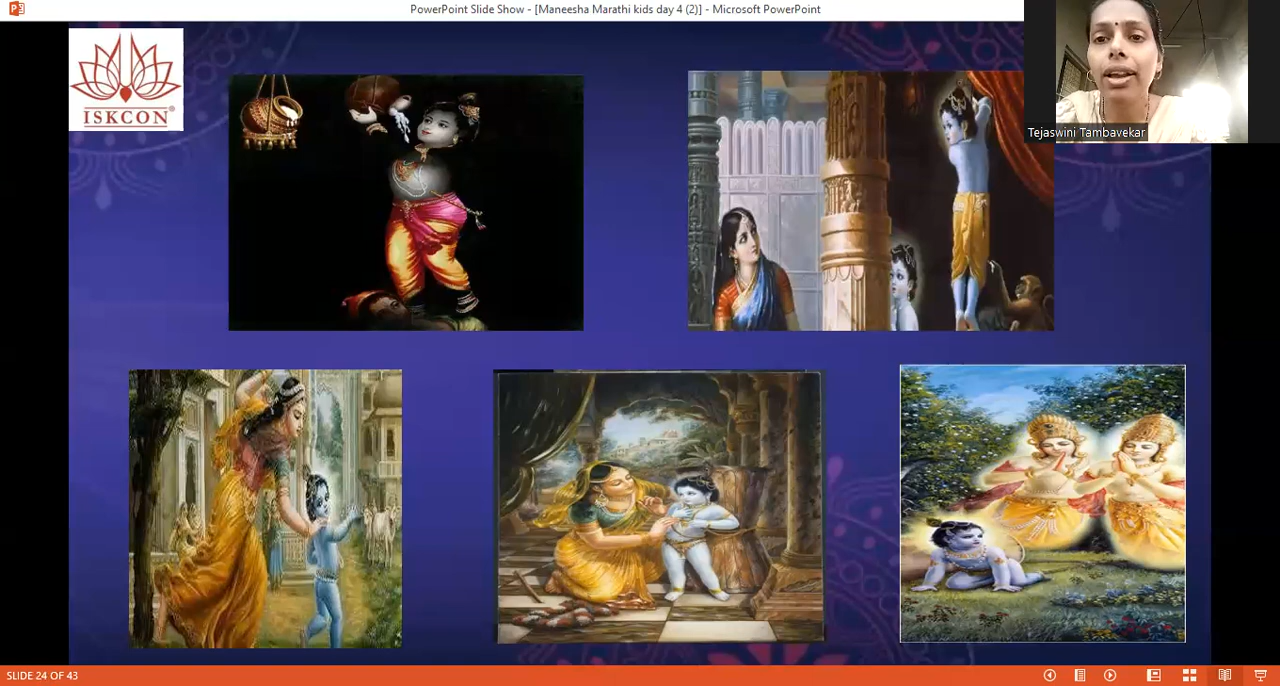 PowerPoint Slide Show - [Maneesha Marathi kids day 4 (2)] - Microsoft PowerPoint
ISKCON®
Tejaswini Tambavekar
SLIDE 24 OF 43